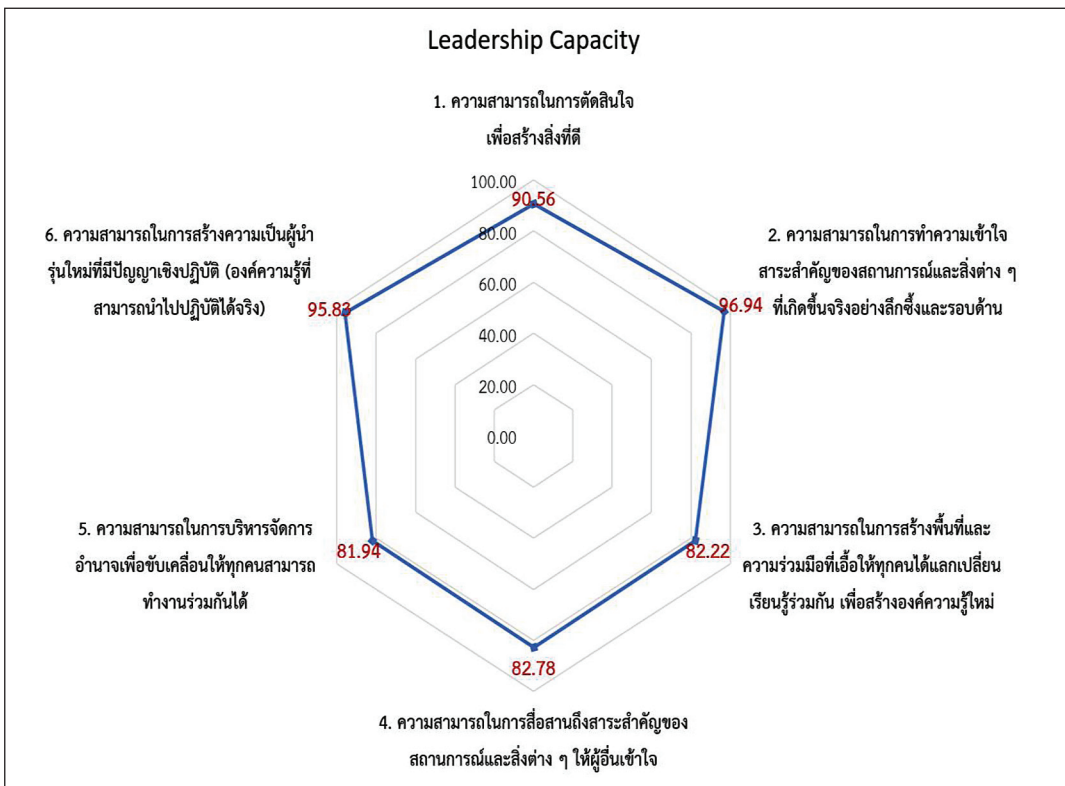 Leadership Capacity
1. ความสามารถในการตัดสินใจ
เพื่อสร้างสิ่งที่ดี
100.00
90.56
80.00
60.00
40.00
20.00
0.00
6. ความสามารถในการสร้างความเป็นผู้นำ
รุ่นใหม่ที่มีปัญญาเชิงปฏิบัติ (องค์ความรู้ที่
สามารถนำไปปฏิบัติได้จริง)
95.83
2. ความสามารถในการทำความเข้าใจ
สาระสำคัญของสถานการณ์และสิ่งต่าง ๆ
ที่เกิดขึ้นจริงอย่างลึกซึ้งและรอบด้าน
96.94
5. ความสามารถในการบริหารจัดการ
อำนาจเพื่อขับเคลื่อนให้ทุกคนสามารถ
ทำงานร่วมกันได้
81.94
3. ความสามารถในการสร้างพื้นที่และ
ความร่วมมือที่เอื้อให้ทุกคนได้แลกเปลี่ยน
เรียนรู้ร่วมกัน เพื่อสร้างองค์ความรู้ใหม่
82.22
82.78
4. ความสามารถในการสื่อสารถึงสาระสำคัญของ
สถานการณ์และสิ่งต่าง ๆ ให้ผู้อื่นเข้าใจ